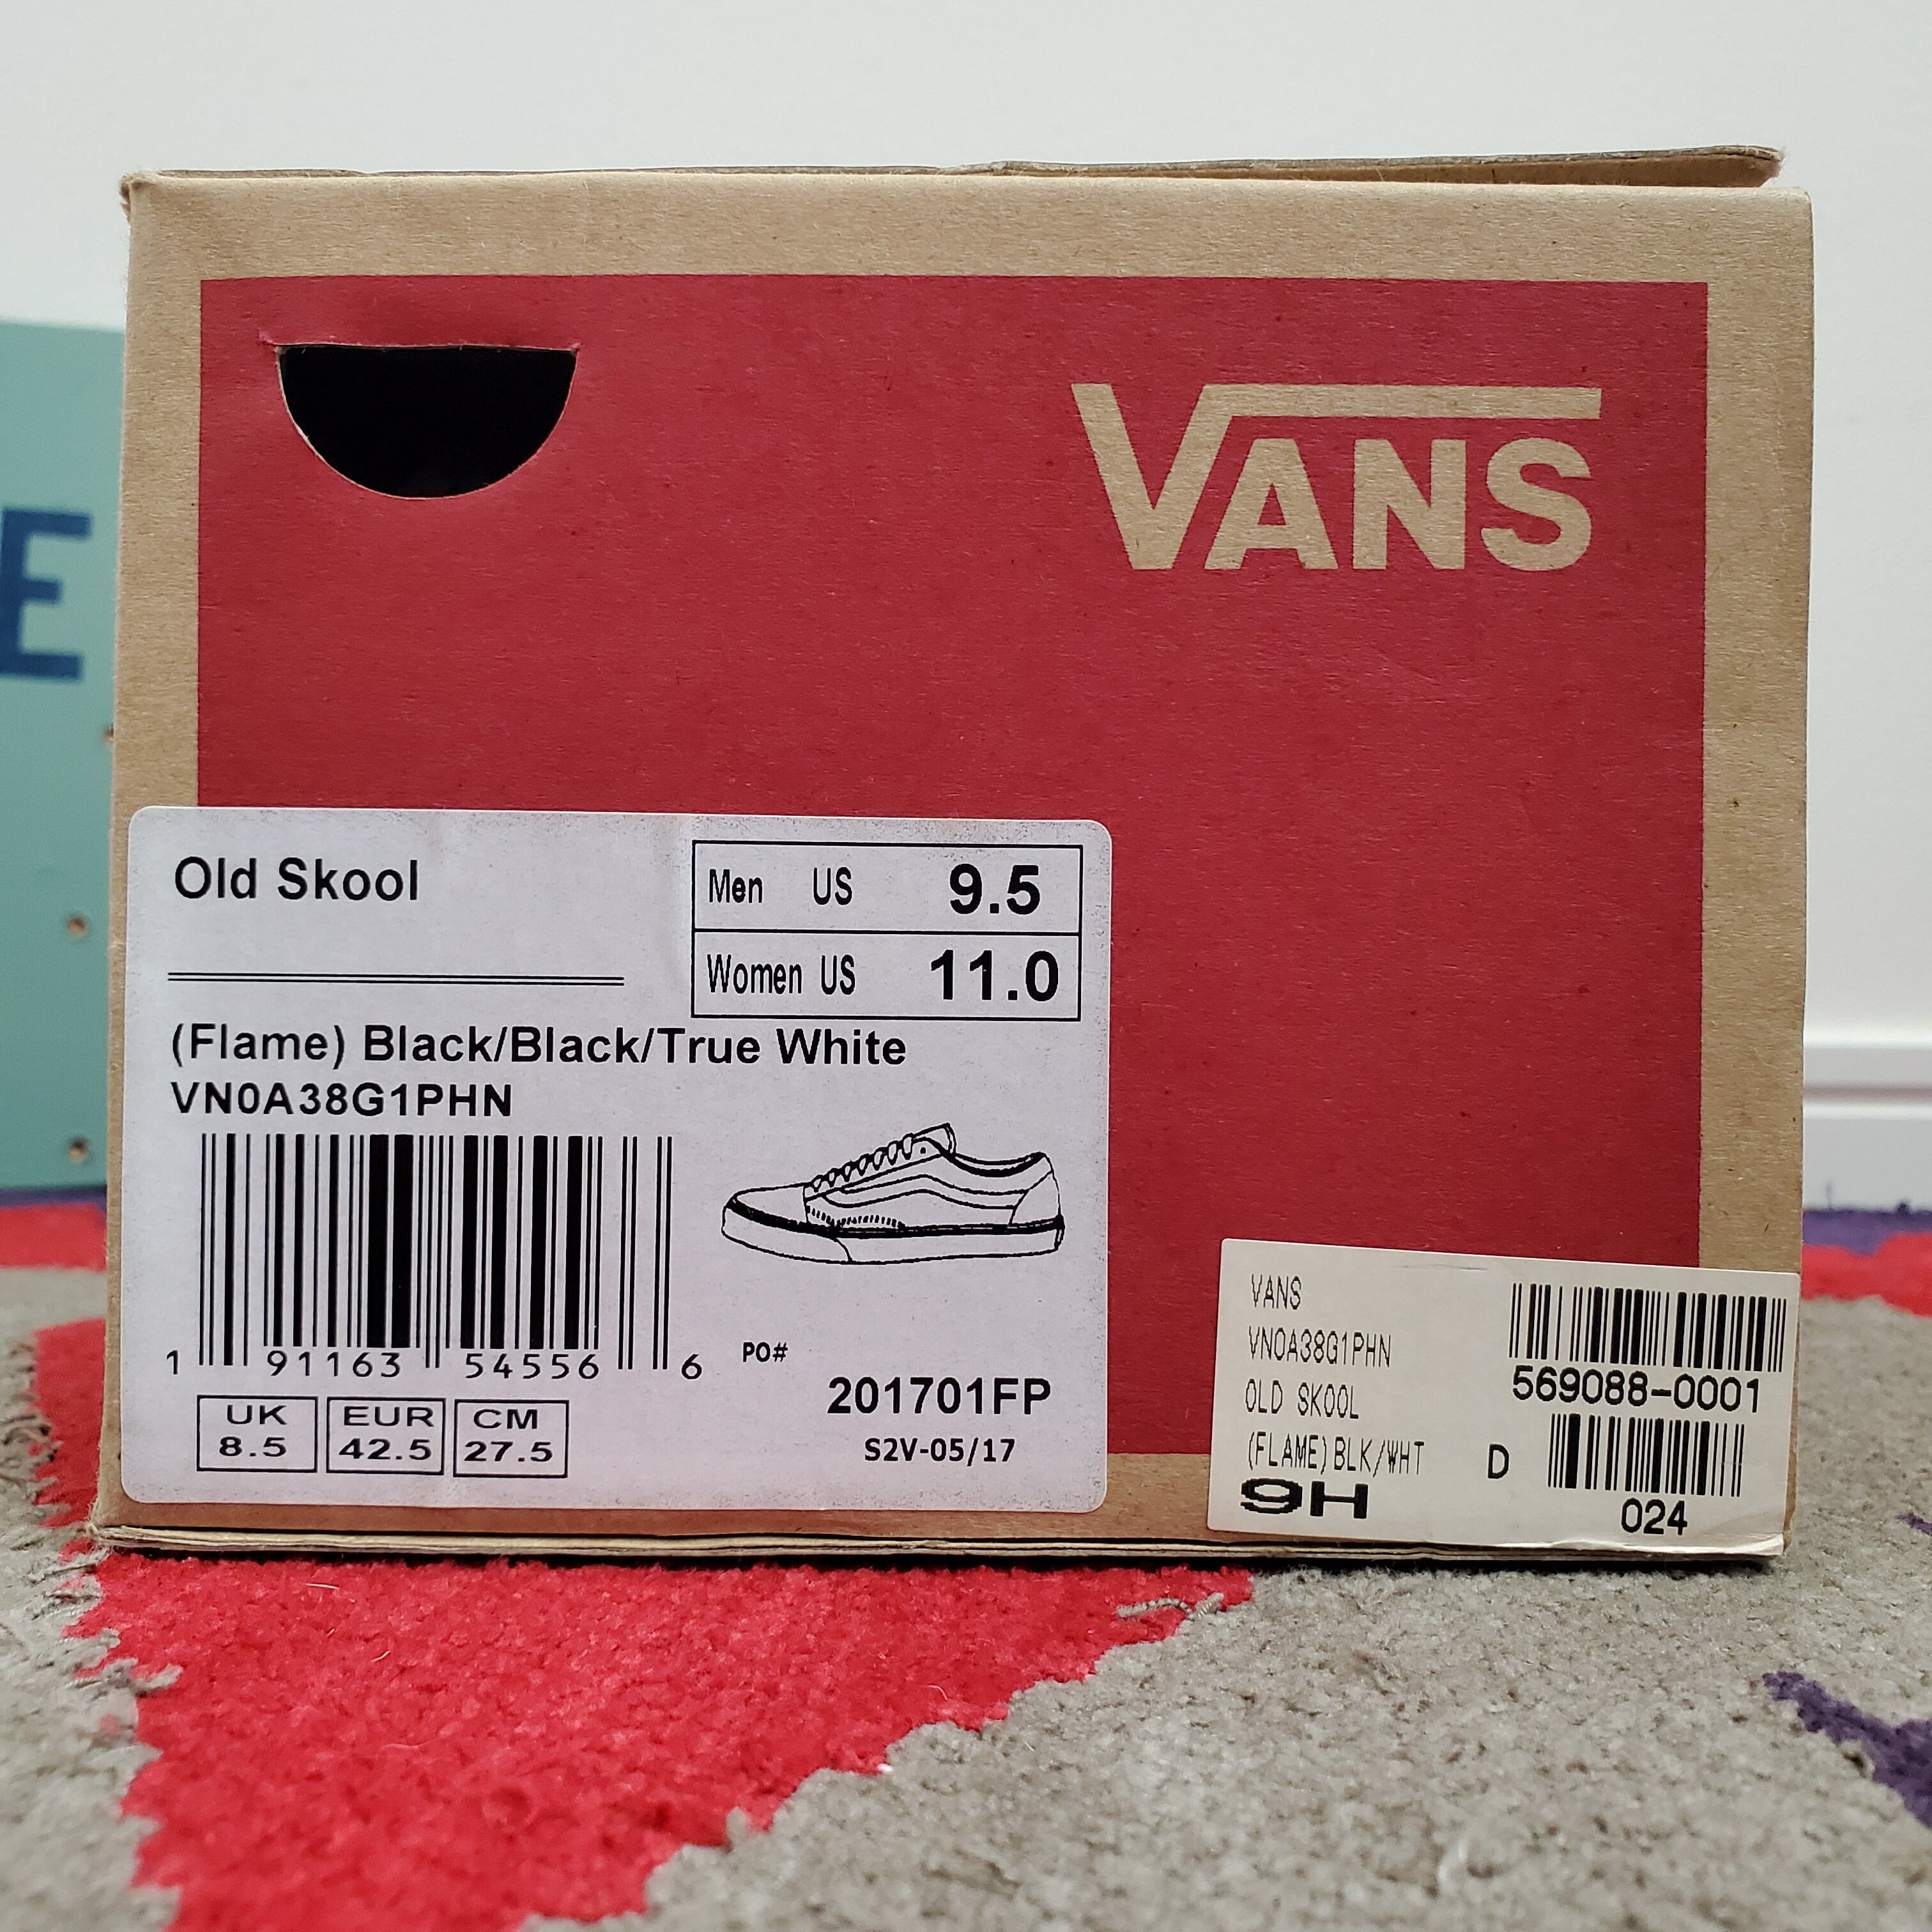 E
VANS
Old Skool
Men US 9.5
Women US 11.0
(Flame) Black/Black/True White
VN0A38G1PHN
1 91163 54556 6
PO#
201701FP
S2V-05/17
UK
8.5
EUR
42.5
CM
27.5
VANS
VN0A38G1PHN
OLD SKOOL
(FLAME)BLK/WHT
9H
569088-0001
D
024